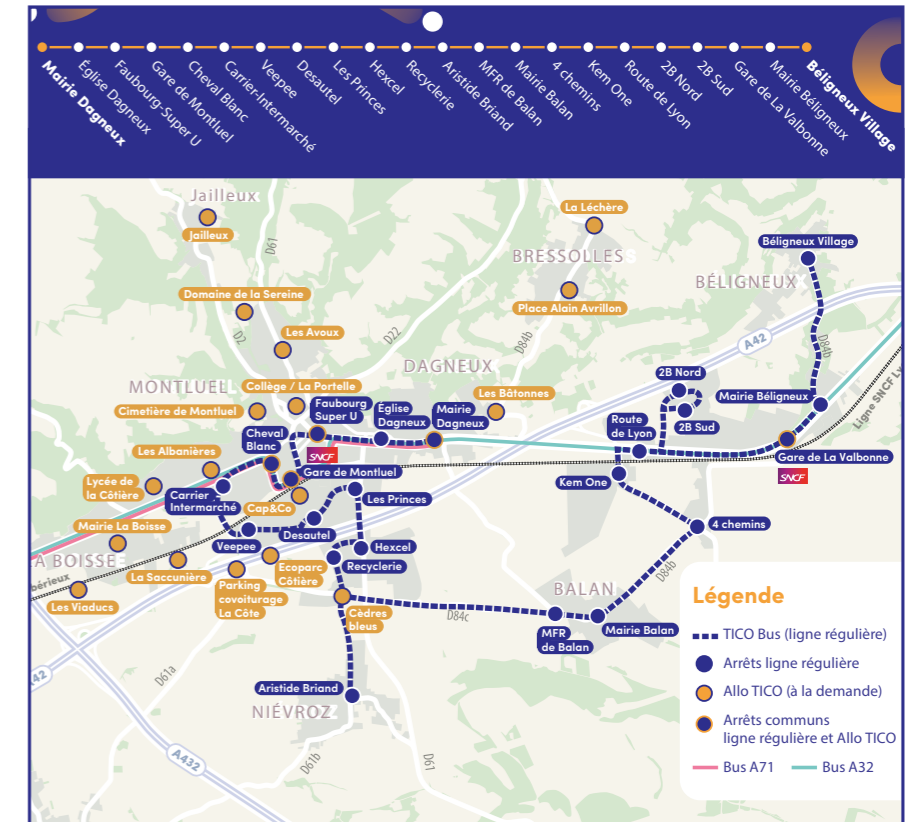 Mairie Dagneux
Église Dagneux
Faubourg-Super U
Gare de Montluel
Cheval Blanc
Carrier-Intermarché
Veepee
Desautel
Les Princes
Hexcel
Recyclerie
Aristide Briand
MFR de Balan
Mairie Balan
4 chemins
Kem One
Route de Lyon
2B Nord
2B Sud
Gare de La Valbonne
Mairie Béligneux
Béligneux Village
Jailleux
Jailleux
D61
La Léchère
BRESSOLLES
Béligneux Village
BÉLIGNEUX
Domaine de la Sereine
Place Alain Avrillon
Les Avoux
D2
D22
D84b
A42
D84b
DAGNEUX
MONTLUEL
Collège / La Portelle
Les Bâtonnes
2B Nord
Mairie Béligneux
Ligne SNCF Ly
Cimetière de Montluel
Faubourg
Super U
Église
Dagneux
Mairie
Dagneux
Route
de Lyon
2B Sud
Cheval
Blanc
Les Albanières
SNCF
Gare de Montluel
Gare de La Valbonne
SNCF
Lycée de
la Côtière
Carrier
Intermarché
Cap&Co
Les Princes
Kem One
Mairie La Boisse
Veepee
Desautel
4 chemins
LA BOISSE
Hexcel
Recyclerie
La Saccunière
Ecoparc
Côtière
Parking
covoiturage
La Côte
bérieux
Les Viaducs
Cèdres
bleus
D84c
BALAN
D84b
MFR
de Balan
Mairie Balan
D61a
A42
Aristide Briand
NIÉVROZ
A432
D61b
D61
Légende
TICO Bus (ligne régulière)
Arrêts ligne régulière
Allo TICO (à la demande)
Arrêts communs
ligne régulière et Allo TICO
Bus A71
Bus A32